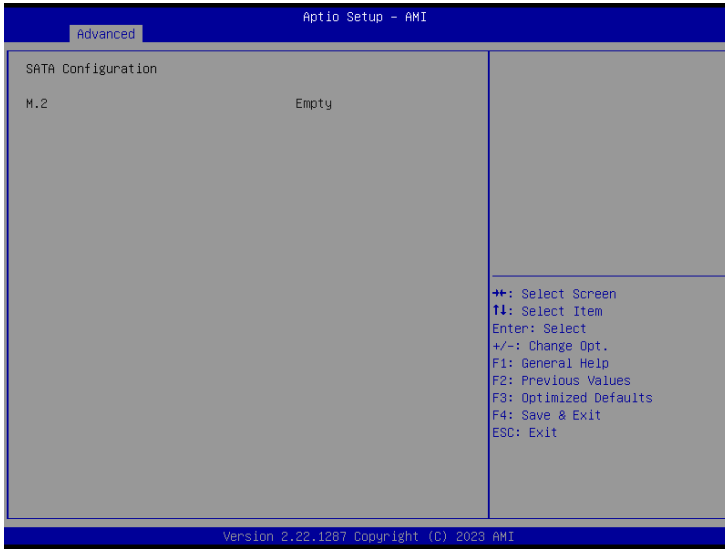 Aptio Setup – AMI
Advanced
SATA Configuration
M.2 Empty
→←: Select Screen
↑↓: Select Item
Enter: Select
+/-: Change Opt.
F1: General Help
F2: Previous Values
F3: Optimized Defaults
F4: Save & Exit
ESC: Exit
Version 2.22.1287 Copyright (C) 2023 AMI